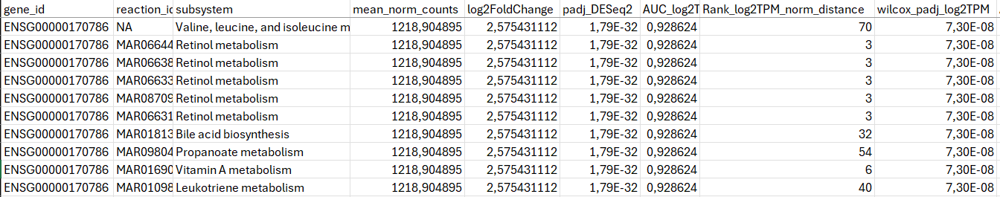 gene_id reaction_id subsystem mean_norm_counts log2FoldChange padj_DESeq2 AUC_log2T Rank_log2TPM_norm_distance wilcox_padj_log2TPM
ENSG00000170786 NA Valine, leucine, and isoleucine m 1218,904895 2,575431112 1,79E-32 0,928624 70 7,30E-08
ENSG00000170786 MAR06644 Retinol metabolism 1218,904895 2,575431112 1,79E-32 0,928624 3 7,30E-08
ENSG00000170786 MAR06638 Retinol metabolism 1218,904895 2,575431112 1,79E-32 0,928624 3 7,30E-08
ENSG00000170786 MAR06633 Retinol metabolism 1218,904895 2,575431112 1,79E-32 0,928624 3 7,30E-08
ENSG00000170786 MAR08709 Retinol metabolism 1218,904895 2,575431112 1,79E-32 0,928624 3 7,30E-08
ENSG00000170786 MAR06631 Retinol metabolism 1218,904895 2,575431112 1,79E-32 0,928624 3 7,30E-08
ENSG00000170786 MAR01813 Bile acid biosynthesis 1218,904895 2,575431112 1,79E-32 0,928624 32 7,30E-08
ENSG00000170786 MAR09804 Propanoate metabolism 1218,904895 2,575431112 1,79E-32 0,928624 54 7,30E-08
ENSG00000170786 MAR01690 Vitamin A metabolism 1218,904895 2,575431112 1,79E-32 0,928624 6 7,30E-08
ENSG00000170786 MAR01098 Leukotriene metabolism 1218,904895 2,575431112 1,79E-32 0,928624 40 7,30E-08